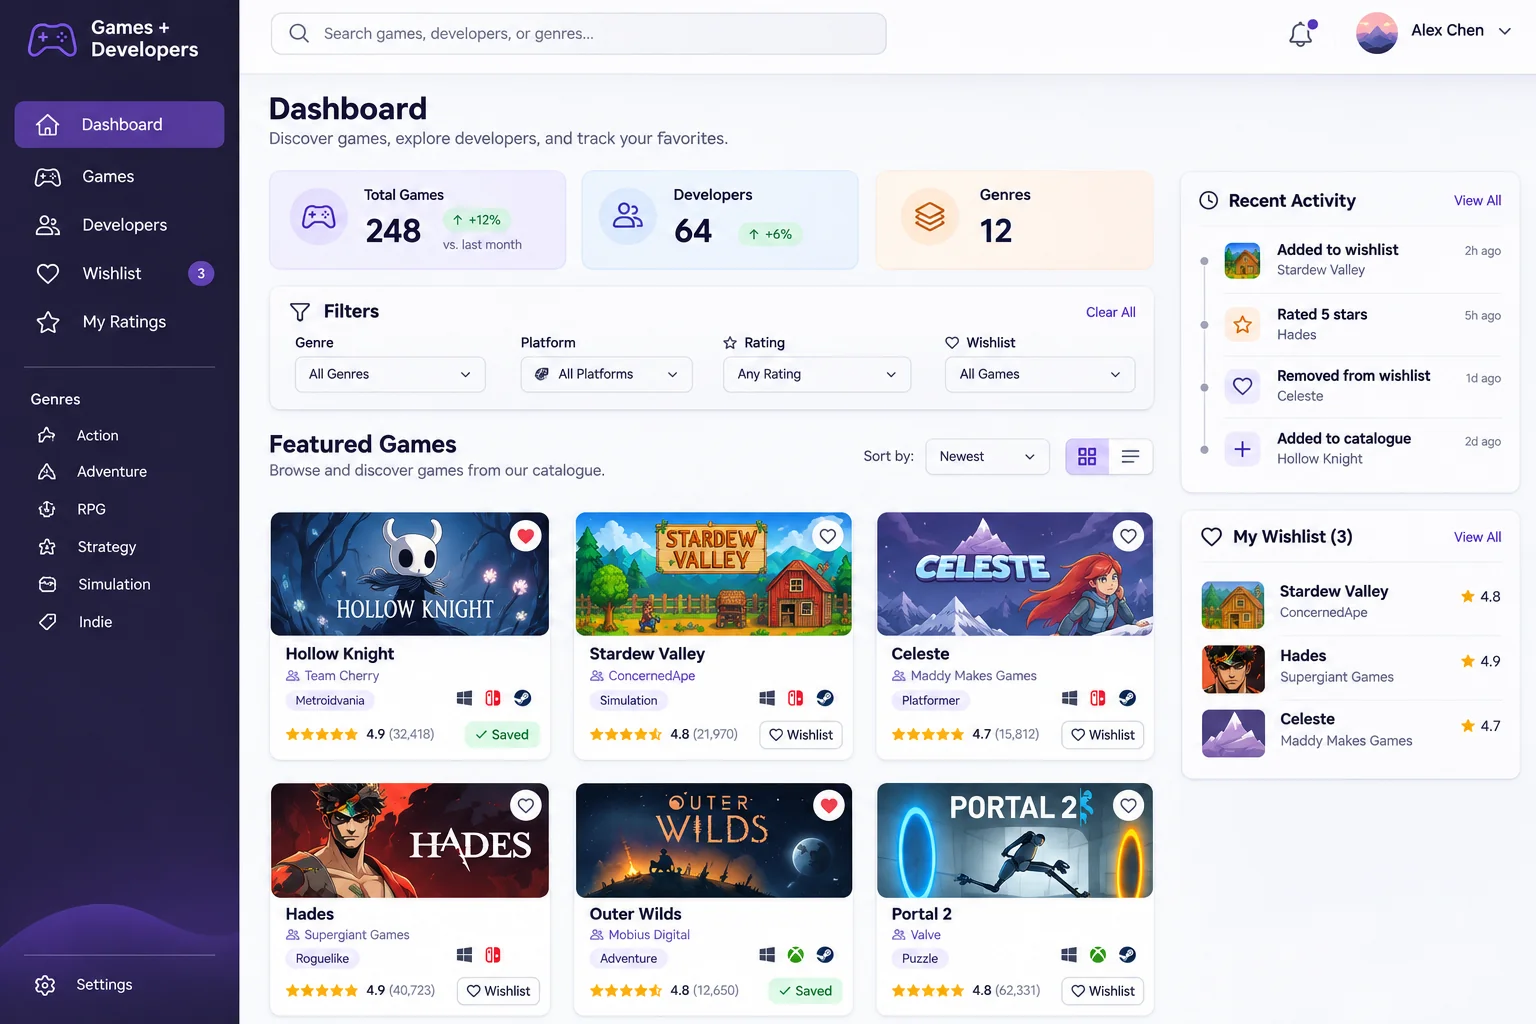 Games +
Developers
Dashboard
Games
Developers
Wishlist 3
My Ratings
Genres
Action
Adventure
RPG
Strategy
Simulation
Indie
Settings
Search games, developers, or genres...
Alex Chen
Dashboard
Discover games, explore developers, and track your favorites.
Total Games
248 ↑ +12%
vs. last month
Developers
64 ↑ +6%
Genres
12
Filters
Clear All
Genre
All Genres
Platform
All Platforms
Rating
Any Rating
Wishlist
All Games
Featured Games
Browse and discover games from our catalogue.
Sort by: Newest
HOLLOW KNIGHT
Hollow Knight
Team Cherry
Metroidvania
4.9 (32,418) ✓ Saved
STARDEW
VALLEY
Stardew Valley
ConcernedApe
Simulation
4.8 (21,970) Wishlist
CELESTE
Celeste
Maddy Makes Games
Platformer
4.7 (15,812) Wishlist
HADES
Hades
Supergiant Games
Roguelike
4.9 (40,723) Wishlist
OUTER
WILDS
Outer Wilds
Mobius Digital
Adventure
4.8 (12,650) ✓ Saved
PORTAL 2
Portal 2
Valve
Puzzle
4.8 (62,331) Wishlist
Recent Activity View All
Added to wishlist 2h ago
Stardew Valley
Rated 5 stars 5h ago
Hades
Removed from wishlist 1d ago
Celeste
Added to catalogue 2d ago
Hollow Knight
My Wishlist (3) View All
Stardew Valley 4.8
ConcernedApe
Hades 4.9
Supergiant Games
Celeste 4.7
Maddy Makes Games